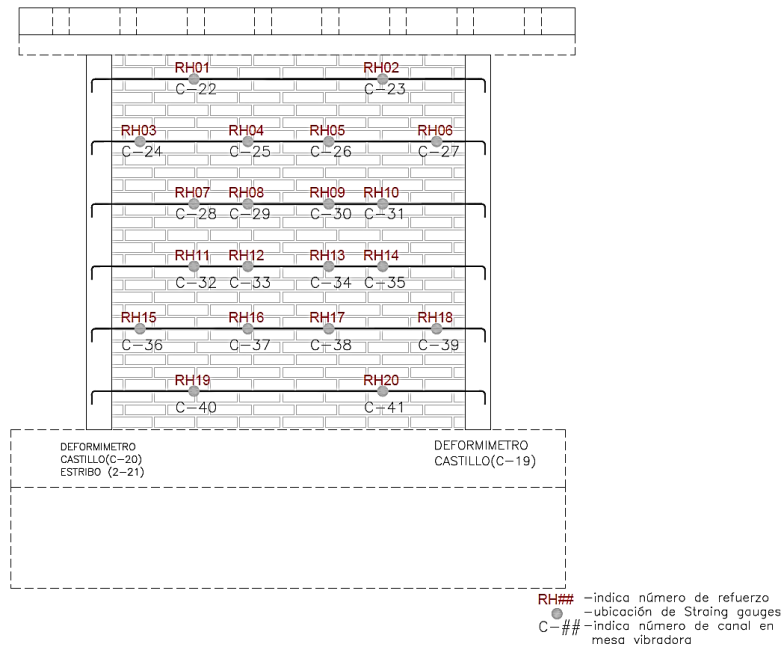 RH01 RH02
C-22 C-23
RH03 RH04 RH05 RH06
C-24 C-25 C-26 C-27
RH07 RH08 RH09 RH10
C-28 C-29 C-30 C-31
RH11 RH12 RH13 RH14
C-32 C-33 C-34 C-35
RH15 RH16 RH17 RH18
C-36 C-37 C-38 C-39
RH19 RH20
C-40 C-41
DEFORMIMETRO
CASTILLO(C-20)
ESTRIBO (2-21)
DEFORMIMETRO
CASTILLO(C-19)
RH## -indica número de refuerzo
-ubicación de Straing gauges
C-## -indica número de canal en
mesa vibradora